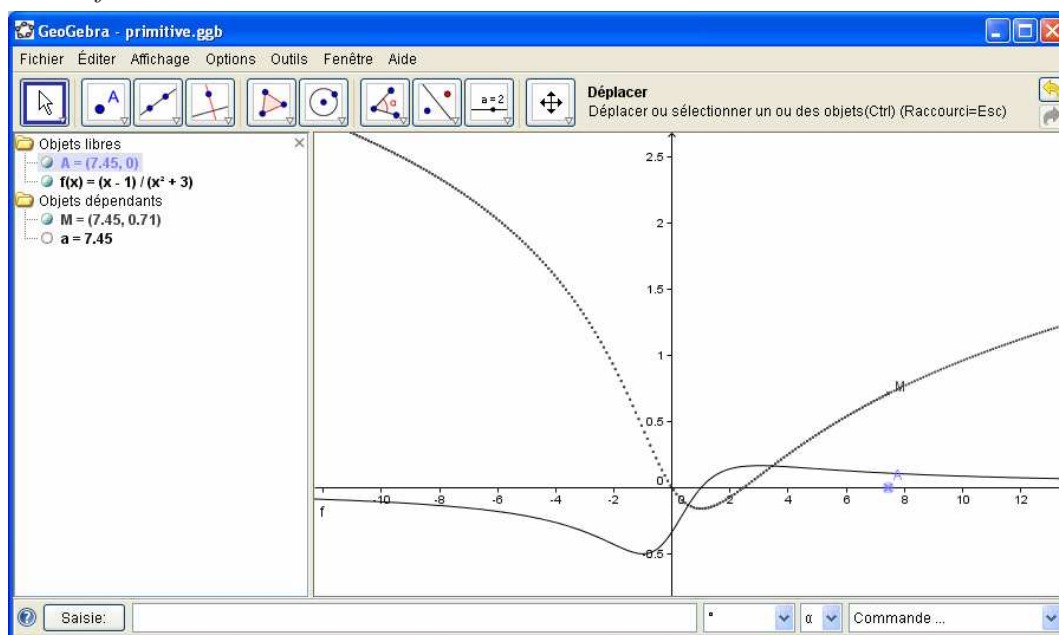 GeoGebra - primitive.ggb
Fichier Éditer Affichage Options Outils Fenêtre Aide
A
α
a = 2
Déplacer
Déplacer ou sélectionner un ou des objets(Ctrl) (Raccourci=Esc)
Objets libres
A = (7.45, 0)
f(x) = (x - 1) / (x² + 3)
Objets dépendants
M = (7.45, 0.71)
a = 7.45
2.5
2
1.5
1
0.5
0
-0.5
-10 -8 -6 -4 -2 0 2 4 6 8 10 12
f
M
A
Saisie:
° α Commande ...